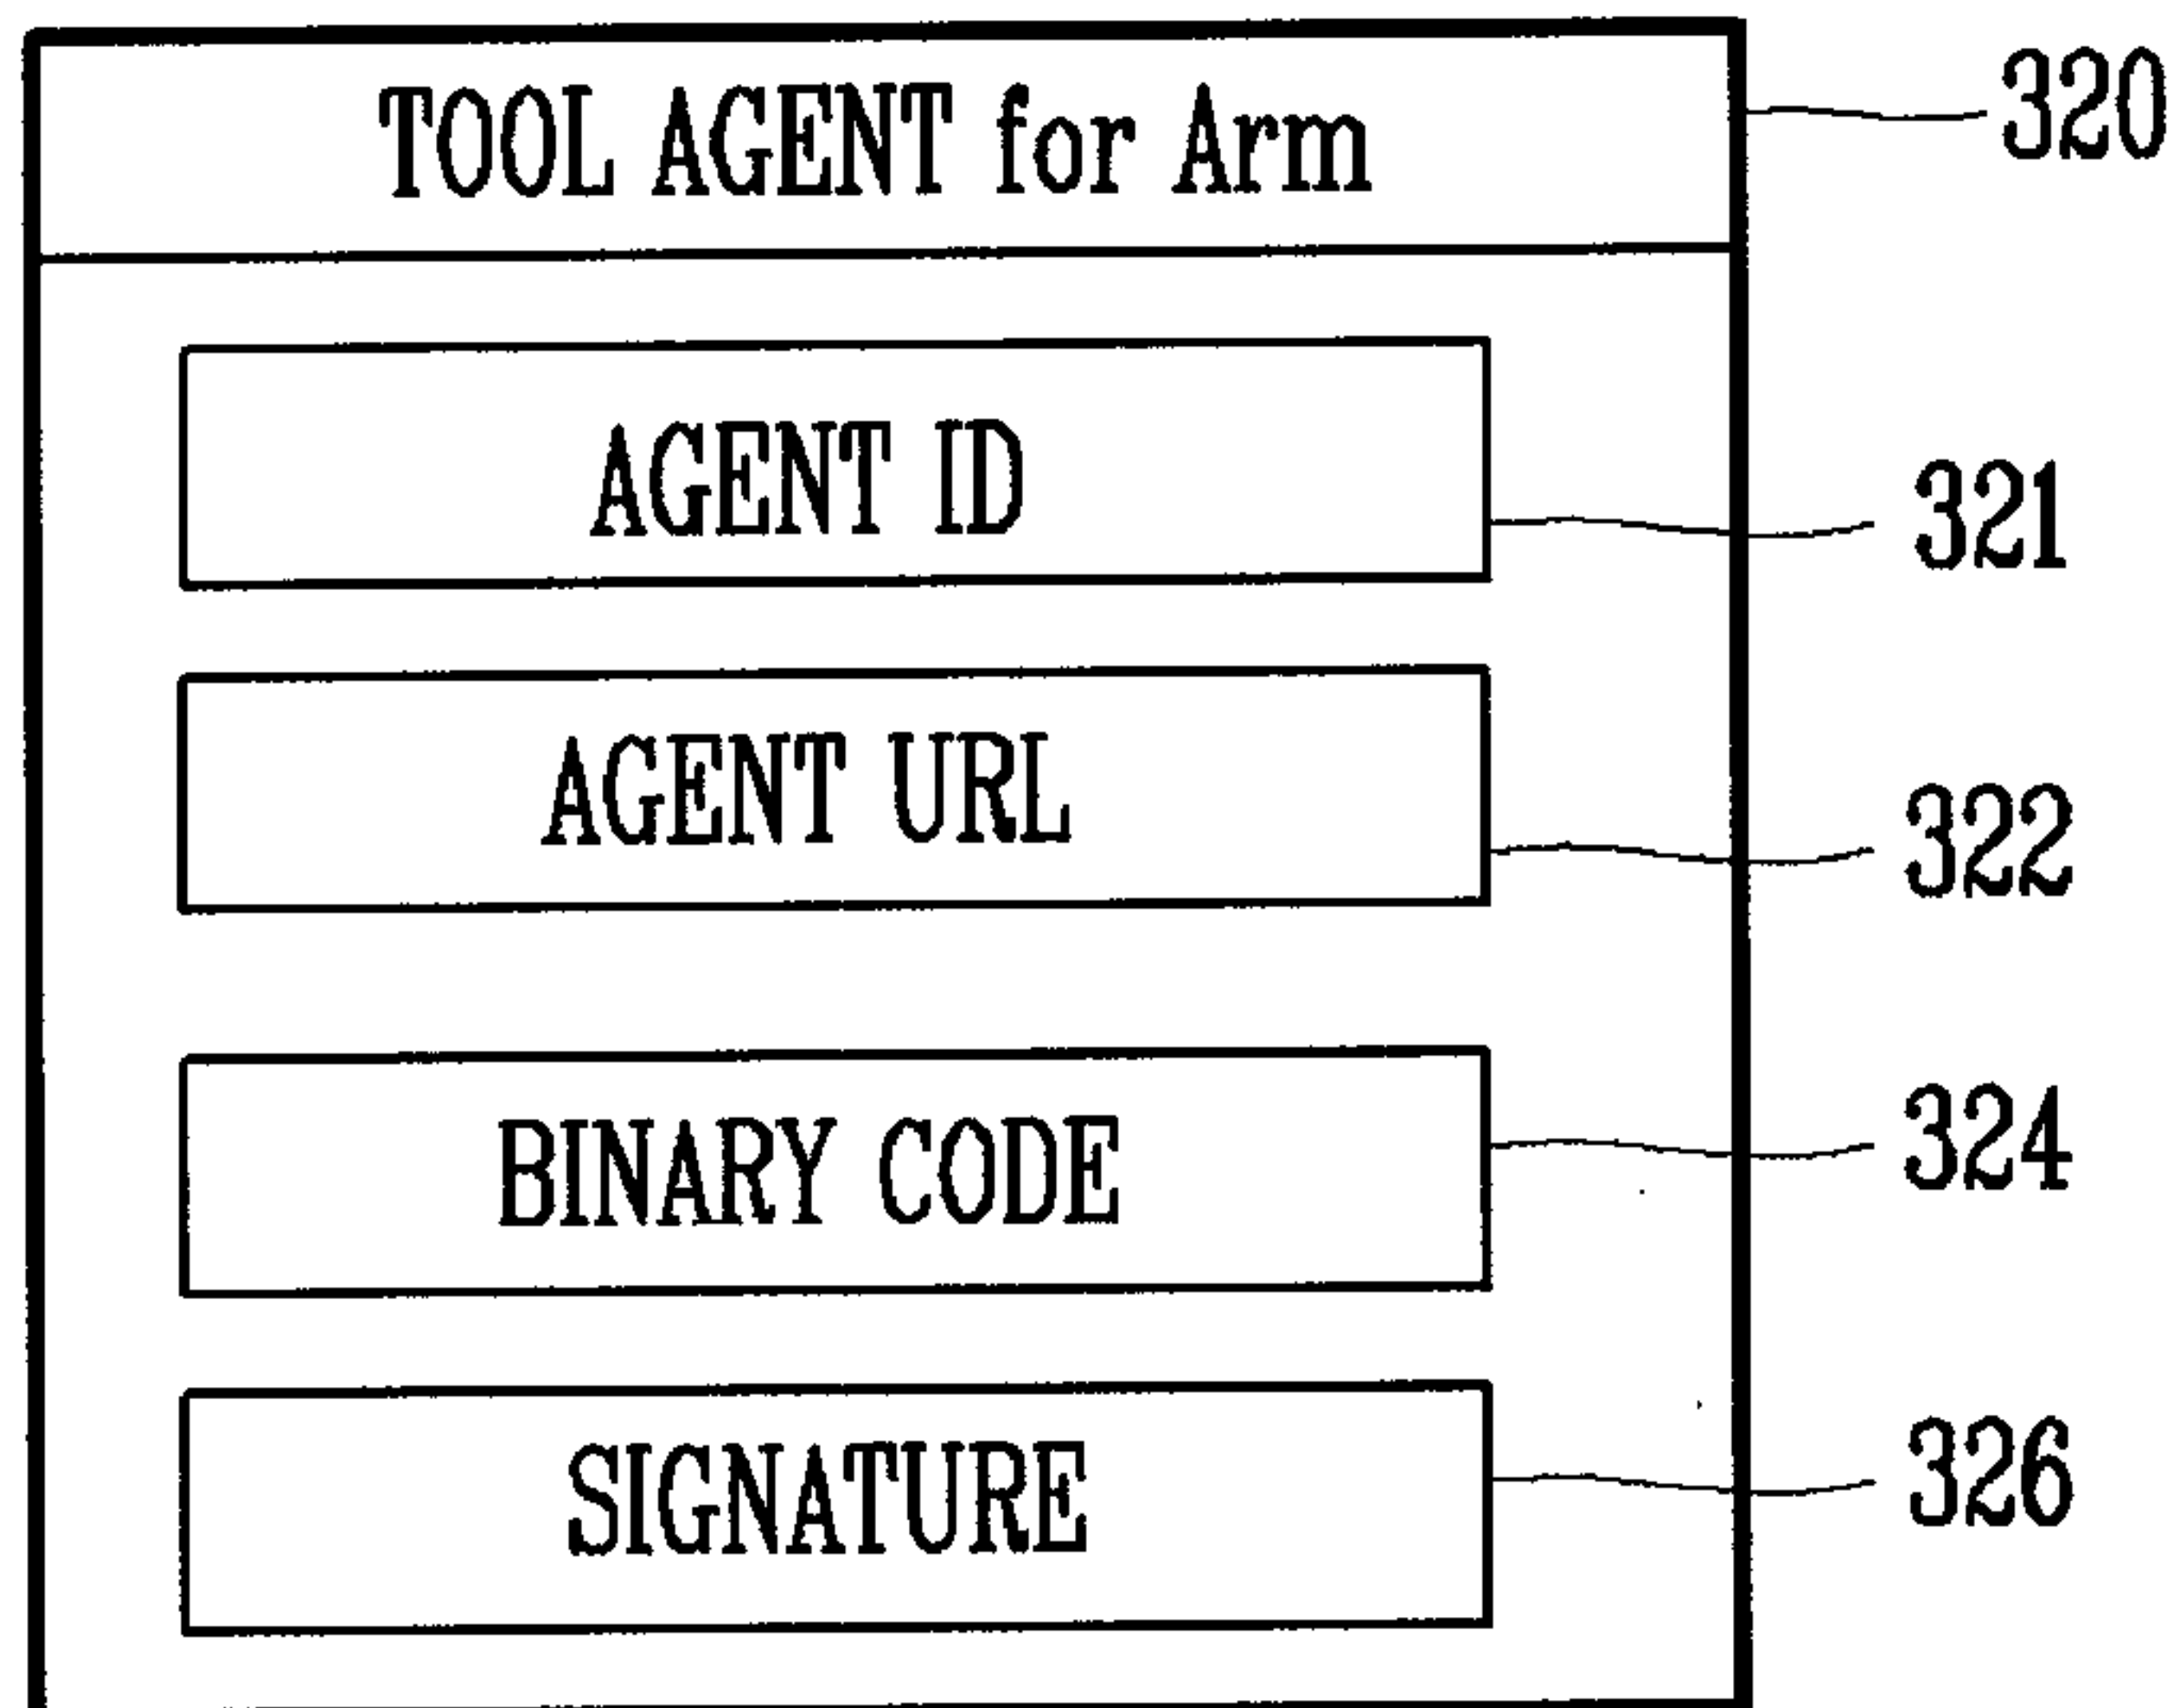 TOOL AGENT for Arm 320
AGENT ID 321
AGENT URL 322
BINARY CODE 324
SIGNATURE 326